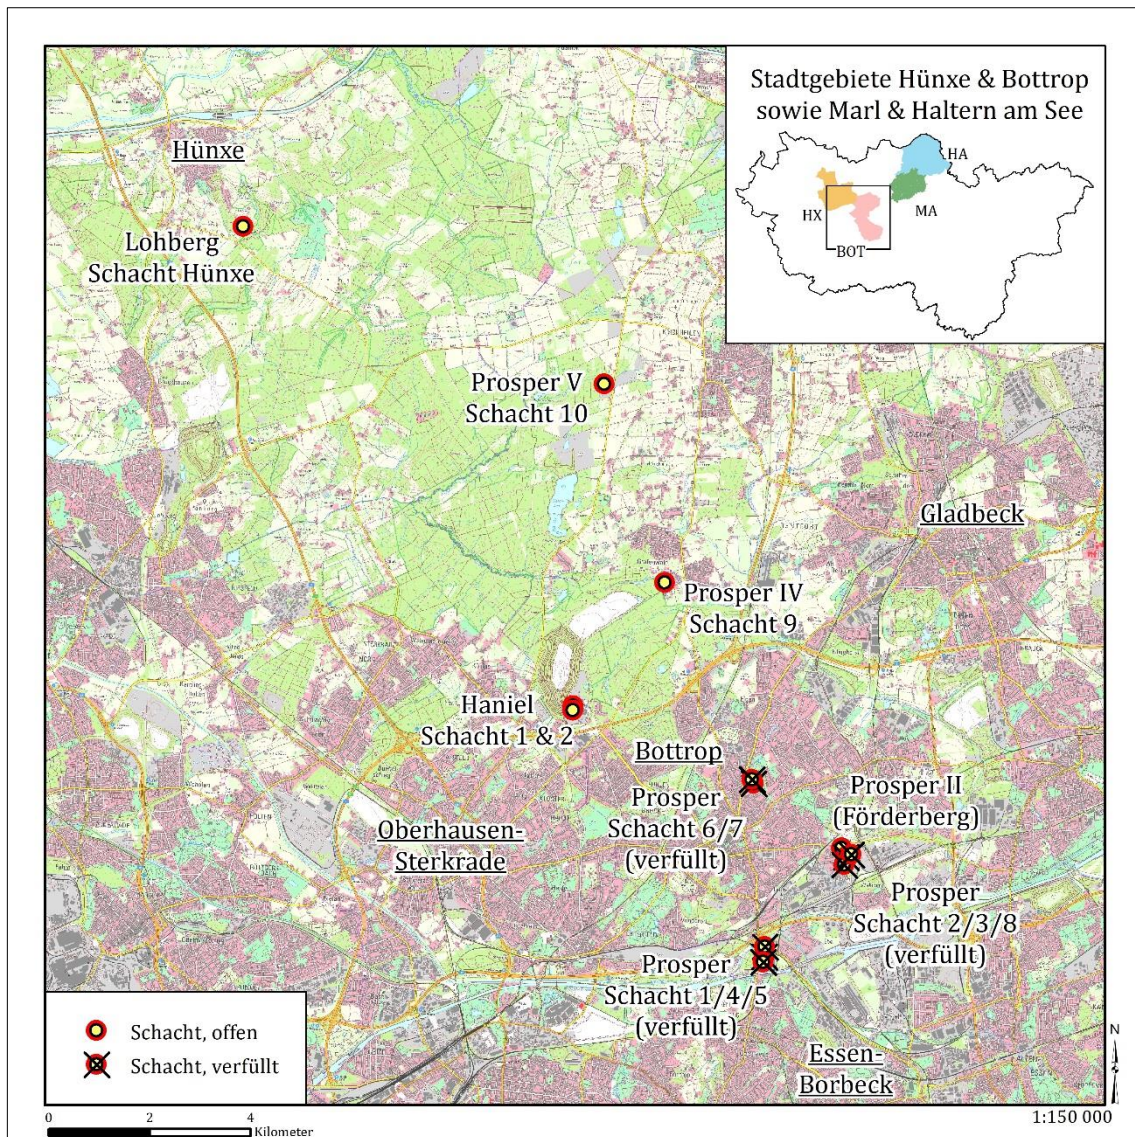 Stadtgebiete Hünxe & Bottrop
sowie Marl & Haltern am See
HA
HX
MA
BOT
Hünxe
Lohberg
Schacht Hünxe
Prosper V
Schacht 10
Gladbeck
Prosper IV
Schacht 9
Haniel
Schacht 1 & 2
Bottrop
Prosper
Schacht 6/7
(verfüllt)
Prosper II
(Förderberg)
Oberhausen-
Sterkrade
Prosper
Schacht 2/3/8
(verfüllt)
Prosper
Schacht 1/4/5
(verfüllt)
Essen-
Borbeck
Schacht, offen
Schacht, verfüllt
N
0 2 4
Kilometer
1:150 000